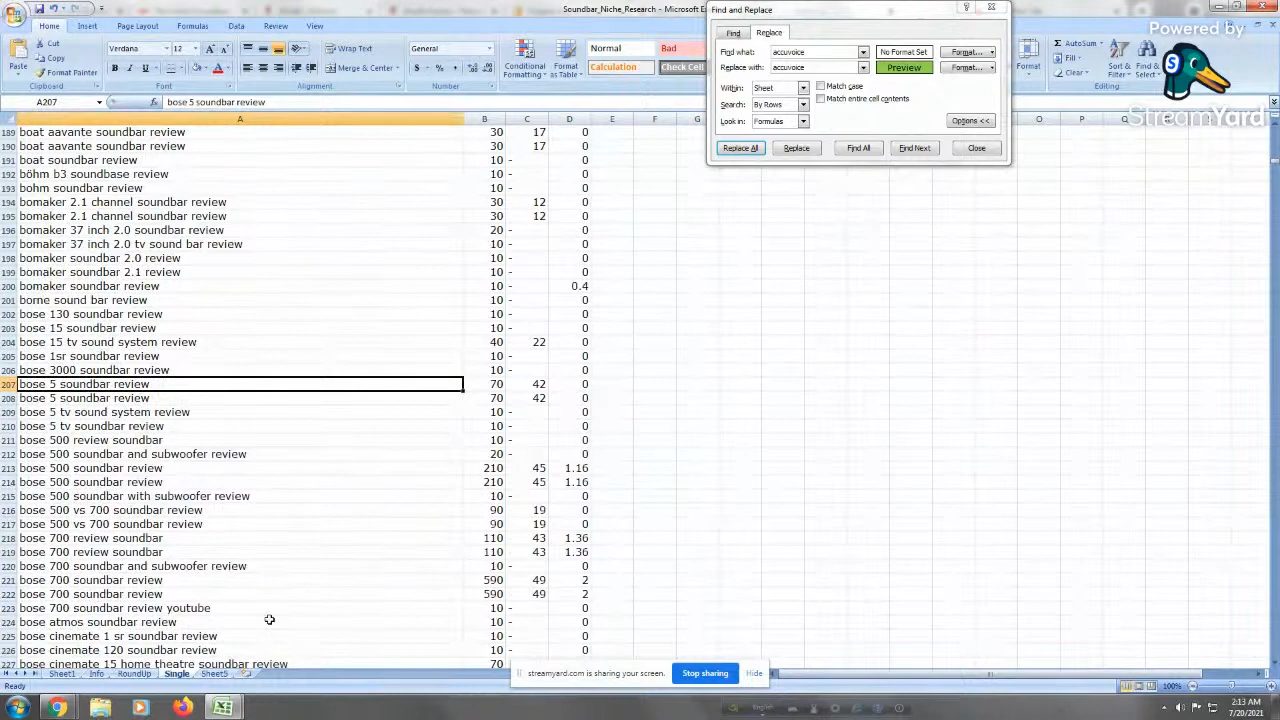 Soundbar_Niche_Research - Microsoft E
Home Insert Page Layout Formulas Data Review View
Cut
Copy
Format Painter
Paste
Clipboard
Verdana 12
Font
Wrap Text
Merge & Center
Alignment
General
Number
Conditional Formatting
Format as Table
Normal Bad
Calculation Check Cell
Format
AutoSum
Fill
Clear
Sort & Find &
Find and Replace
Find Replace
Find what: accuvoice No Format Set Format...
Replace with: accuvoice Preview Format...
Within: Sheet Match case
Search: By Rows Match entire cell contents
Look in: Formulas Options <<
Replace All Replace Find All Find Next Close
Powered by
StreamYard
A207 bose 5 soundbar review
A B C D E F G O P Q
189 boat aavante soundbar review 30 17 0
190 boat aavante soundbar review 30 17 0
191 boat soundbar review 10 - 0
192 böhm b3 soundbase review 10 - 0
193 bohm soundbar review 10 - 0
194 bomaker 2.1 channel soundbar review 30 12 0
195 bomaker 2.1 channel soundbar review 30 12 0
196 bomaker 37 inch 2.0 soundbar review 20 - 0
197 bomaker 37 inch 2.0 tv sound bar review 10 - 0
198 bomaker soundbar 2.0 review 10 - 0
199 bomaker soundbar 2.1 review 10 - 0
200 bomaker soundbar review 10 - 0.4
201 borne sound bar review 10 - 0
202 bose 130 soundbar review 10 - 0
203 bose 15 soundbar review 10 - 0
204 bose 15 tv sound system review 40 22 0
205 bose 1sr soundbar review 10 - 0
206 bose 3000 soundbar review 10 - 0
207 bose 5 soundbar review 70 42 0
208 bose 5 soundbar review 70 42 0
209 bose 5 tv sound system review 10 - 0
210 bose 5 tv soundbar review 10 - 0
211 bose 500 review soundbar 10 - 0
212 bose 500 soundbar and subwoofer review 20 - 0
213 bose 500 soundbar review 210 45 1.16
214 bose 500 soundbar review 210 45 1.16
215 bose 500 soundbar with subwoofer review 10 - 0
216 bose 500 vs 700 soundbar review 90 19 0
217 bose 500 vs 700 soundbar review 90 19 0
218 bose 700 review soundbar 110 43 1.36
219 bose 700 review soundbar 110 43 1.36
220 bose 700 soundbar and subwoofer review 10 - 0
221 bose 700 soundbar review 590 49 2
222 bose 700 soundbar review 590 49 2
223 bose 700 soundbar review youtube 10 - 0
224 bose atmos soundbar review 10 - 0
225 bose cinemate 1 sr soundbar review 10 - 0
226 bose cinemate 120 soundbar review 10 - 0
227 bose cinemate 15 home theatre soundbar review 70
Sheet1 Info RoundUp Single Sheet5
streamyard.com is sharing your screen. Stop sharing Hide
Ready
100%
English
2:13 AM
7/20/2021